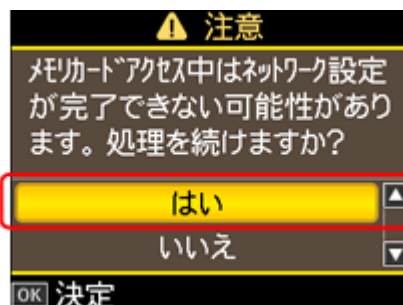 注意
ﾒﾓﾘｶｰﾄﾞｱｸｾｽ中はﾈｯﾄﾜｰｸ設定
が完了できない可能性があり
ます。処理を続けますか?
はい
いいえ
OK 決定